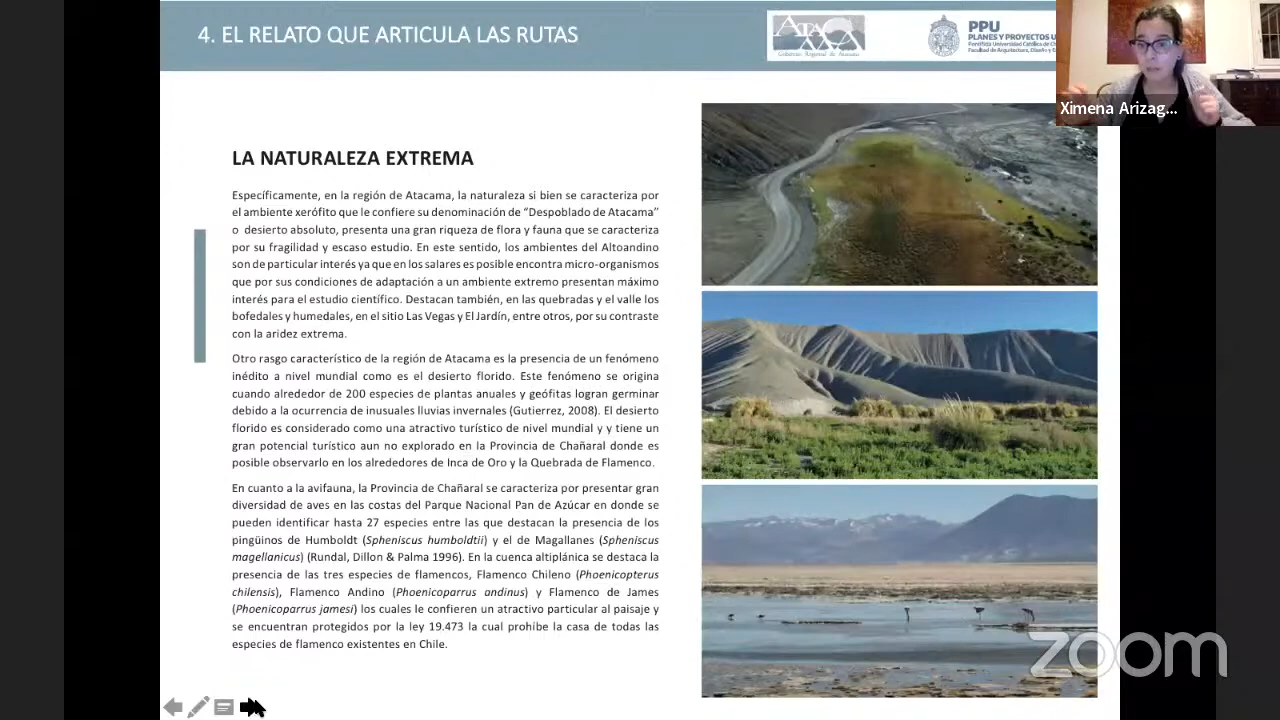 4. EL RELATO QUE ARTICULA LAS RUTAS
ATACAMA
Gobierno Regional de Atacama
PPU
PLANES Y PROYECTOS U
Pontificia Universidad Católica de Ch
Facultad de Arquitectura, Diseño y E
Ximena Arizag...
LA NATURALEZA EXTREMA
Específicamente, en la región de Atacama, la naturaleza si bien se caracteriza por
el ambiente xerófito que le confiere su denominación de “Despoblado de Atacama”
o desierto absoluto, presenta una gran riqueza de flora y fauna que se caracteriza
por su fragilidad y escaso estudio. En este sentido, los ambientes del Altoandino
son de particular interés ya que en los salares es posible encontra micro-organismos
que por sus condiciones de adaptación a un ambiente extremo presentan máximo
interés para el estudio científico. Destacan también, en las quebradas y el valle los
bofedales y humedales, en el sitio Las Vegas y El Jardín, entre otros, por su contraste
con la aridez extrema.
Otro rasgo característico de la región de Atacama es la presencia de un fenómeno
inédito a nivel mundial como es el desierto florido. Este fenómeno se origina
cuando alrededor de 200 especies de plantas anuales y geófitas logran germinar
debido a la ocurrencia de inusuales lluvias invernales (Gutierrez, 2008). El desierto
florido es considerado como una atractivo turístico de nivel mundial y y tiene un
gran potencial turístico aun no explorado en la Provincia de Chañaral donde es
posible observarlo en los alrededores de Inca de Oro y la Quebrada de Flamenco.
En cuanto a la avifauna, la Provincia de Chañaral se caracteriza por presentar gran
diversidad de aves en las costas del Parque Nacional Pan de Azúcar en donde se
pueden identificar hasta 27 especies entre las que destacan la presencia de los
pingüinos de Humboldt (Spheniscus humboldtii) y el de Magallanes (Spheniscus
magellanicus) (Rundal, Dillon & Palma 1996). En la cuenca altiplánica se destaca la
presencia de las tres especies de flamencos, Flamenco Chileno (Phoenicopterus
chilensis), Flamenco Andino (Phoenicoparrus andinus) y Flamenco de James
(Phoenicoparrus jamesi) los cuales le confieren un atractivo particular al paisaje y
se encuentran protegidos por la ley 19.473 la cual prohíbe la casa de todas las
especies de flamenco existentes en Chile.
zoom